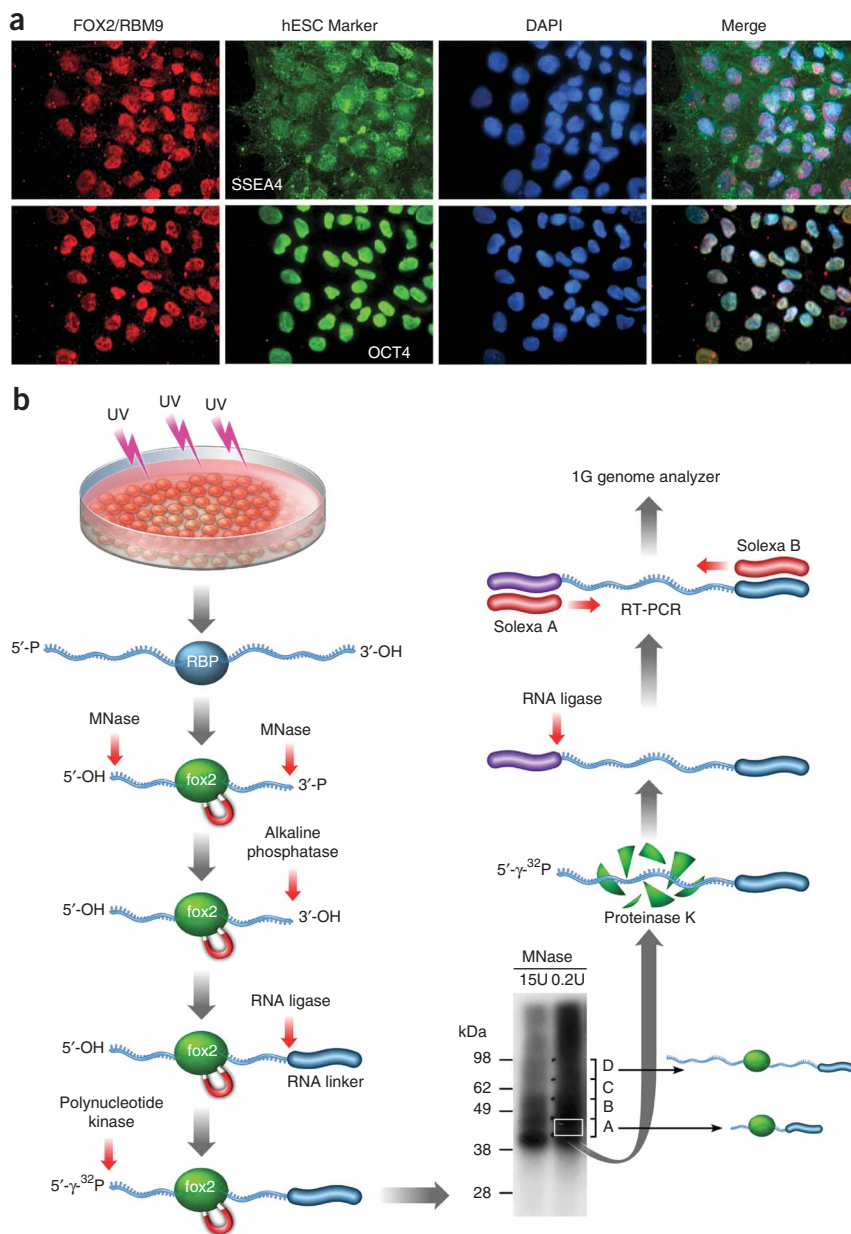 a
FOX2/RBM9
hESC Marker
DAPI
Merge
SSEA4
OCT4
b
UV
UV
UV
5′-P
RBP
3′-OH
MNase
MNase
5′-OH
fox2
3′-P
Alkaline
phosphatase
5′-OH
fox2
3′-OH
RNA ligase
5′-OH
fox2
RNA linker
Polynucleotide
kinase
5′-γ-³²P
fox2
1G genome analyzer
Solexa B
RT-PCR
Solexa A
RNA ligase
5′-γ-³²P
Proteinase K
MNase
15U 0.2U
kDa
98
62
49
38
28
D
C
B
A